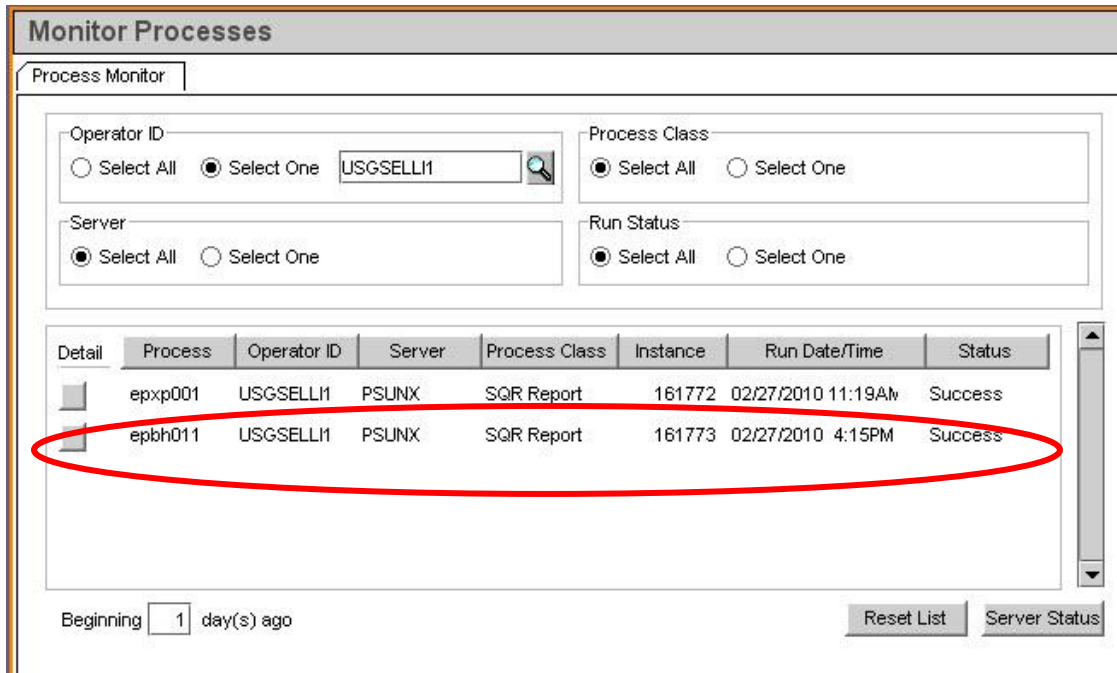 Monitor Processes
Process Monitor
Operator ID
Select All Select One USGSELLI1
Process Class
Select All Select One
Server
Select All Select One
Run Status
Select All Select One
Detail Process Operator ID Server Process Class Instance Run Date/Time Status
epxp001 USGSELLI1 PSUNX SQR Report 161772 02/27/2010 11:19AM Success
epbh011 USGSELLI1 PSUNX SQR Report 161773 02/27/2010 4:15PM Success
Beginning 1 day(s) ago
Reset List Server Status